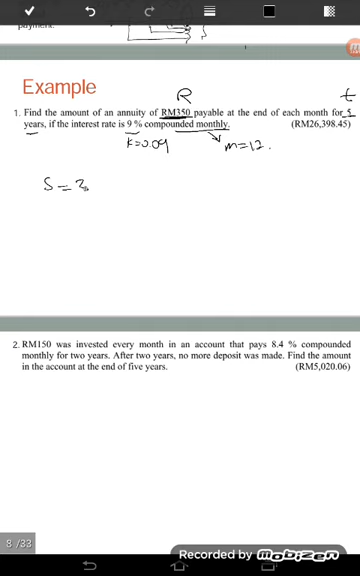 payment.
Example
R
t
1. Find the amount of an annuity of RM350 payable at the end of each month for 5
years, if the interest rate is 9 % compounded monthly. (RM26,398.45)
k=0.09
m=12.
S =
2. RM150 was invested every month in an account that pays 8.4 % compounded
monthly for two years. After two years, no more deposit was made. Find the amount
in the account at the end of five years. (RM5,020.06)
8 /33
Recorded by Mobizen